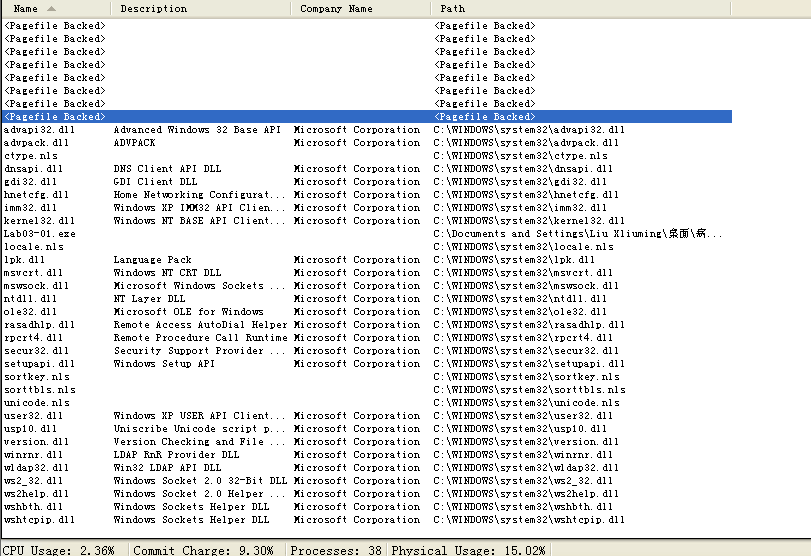 Name Description Company Name Path
<Pagefile Backed> <Pagefile Backed>
<Pagefile Backed> <Pagefile Backed>
<Pagefile Backed> <Pagefile Backed>
<Pagefile Backed> <Pagefile Backed>
<Pagefile Backed> <Pagefile Backed>
<Pagefile Backed> <Pagefile Backed>
<Pagefile Backed> <Pagefile Backed>
<Pagefile Backed> <Pagefile Backed>
advapi32.dll Advanced Windows 32 Base API Microsoft Corporation C:\WINDOWS\system32\advapi32.dll
advpack.dll ADVPACK Microsoft Corporation C:\WINDOWS\system32\advpack.dll
ctype.nls C:\WINDOWS\system32\ctype.nls
dnsapi.dll DNS Client API DLL Microsoft Corporation C:\WINDOWS\system32\dnsapi.dll
gdi32.dll GDI Client DLL Microsoft Corporation C:\WINDOWS\system32\gdi32.dll
hnetcfg.dll Home Networking Configurat... Microsoft Corporation C:\WINDOWS\system32\hnetcfg.dll
imm32.dll Windows XP IMM32 API Clien... Microsoft Corporation C:\WINDOWS\system32\imm32.dll
kernel32.dll Windows NT BASE API Client... Microsoft Corporation C:\WINDOWS\system32\kernel32.dll
Lab03-01.exe C:\Documents and Settings\Liu Xliuming\桌面\病...
locale.nls C:\WINDOWS\system32\locale.nls
lpk.dll Language Pack Microsoft Corporation C:\WINDOWS\system32\lpk.dll
msvcrt.dll Windows NT CRT DLL Microsoft Corporation C:\WINDOWS\system32\msvcrt.dll
mswsock.dll Microsoft Windows Sockets ... Microsoft Corporation C:\WINDOWS\system32\mswsock.dll
ntdll.dll NT Layer DLL Microsoft Corporation C:\WINDOWS\system32\ntdll.dll
ole32.dll Microsoft OLE for Windows Microsoft Corporation C:\WINDOWS\system32\ole32.dll
rasadhlp.dll Remote Access AutoDial Helper Microsoft Corporation C:\WINDOWS\system32\rasadhlp.dll
rpcrt4.dll Remote Procedure Call Runtime Microsoft Corporation C:\WINDOWS\system32\rpcrt4.dll
secur32.dll Security Support Provider ... Microsoft Corporation C:\WINDOWS\system32\secur32.dll
setupapi.dll Windows Setup API Microsoft Corporation C:\WINDOWS\system32\setupapi.dll
sortkey.nls C:\WINDOWS\system32\sortkey.nls
sorttbls.nls C:\WINDOWS\system32\sorttbls.nls
unicode.nls C:\WINDOWS\system32\unicode.nls
user32.dll Windows XP USER API Client... Microsoft Corporation C:\WINDOWS\system32\user32.dll
usp10.dll Uniscribe Unicode script p... Microsoft Corporation C:\WINDOWS\system32\usp10.dll
version.dll Version Checking and File ... Microsoft Corporation C:\WINDOWS\system32\version.dll
winrnr.dll LDAP RnR Provider DLL Microsoft Corporation C:\WINDOWS\system32\winrnr.dll
wldap32.dll Win32 LDAP API DLL Microsoft Corporation C:\WINDOWS\system32\wldap32.dll
ws2_32.dll Windows Socket 2.0 32-Bit DLL Microsoft Corporation C:\WINDOWS\system32\ws2_32.dll
ws2help.dll Windows Socket 2.0 Helper ... Microsoft Corporation C:\WINDOWS\system32\ws2help.dll
wshbth.dll Windows Sockets Helper DLL Microsoft Corporation C:\WINDOWS\system32\wshbth.dll
wshtcpip.dll Windows Sockets Helper DLL Microsoft Corporation C:\WINDOWS\system32\wshtcpip.dll
CPU Usage: 2.36% Commit Charge: 9.30% Processes: 38 Physical Usage: 15.02%